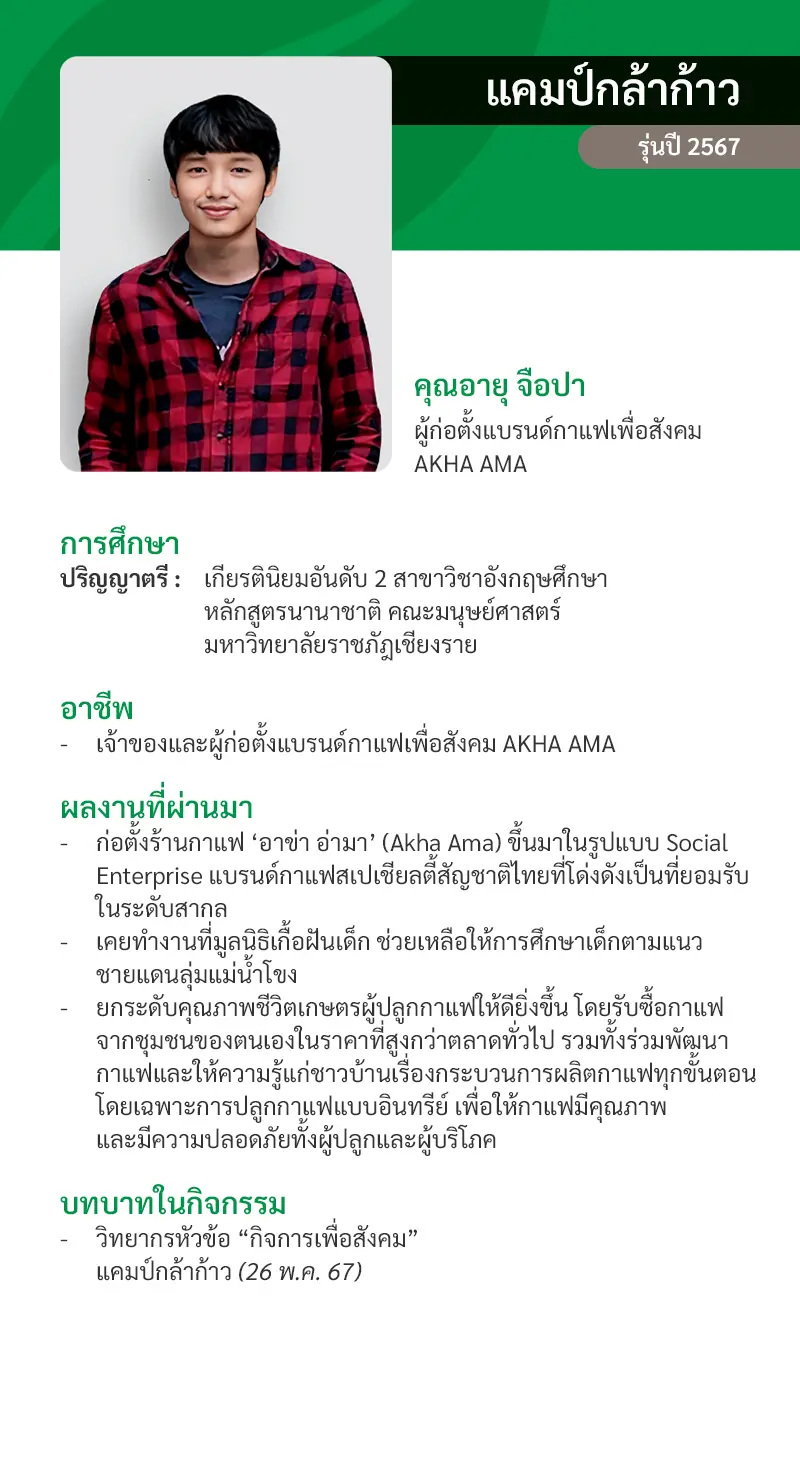 แคมป์กล้าก้าว
รุ่นปี 2567
คุณอายุ จือปา
ผู้ก่อตั้งแบรนด์กาแฟเพื่อสังคม
AKHA AMA
การศึกษา
ปริญญาตรี : เกียรตินิยมอันดับ 2 สาขาวิชาอังกฤษศึกษา
หลักสูตรนานาชาติ คณะมนุษย์ศาสตร์
มหาวิทยาลัยราชภัฎเชียงราย
อาชีพ
- เจ้าของและผู้ก่อตั้งแบรนด์กาแฟเพื่อสังคม AKHA AMA
ผลงานที่ผ่านมา
- ก่อตั้งร้านกาแฟ ‘อาข่า อ่ามา’ (Akha Ama) ขึ้นมาในรูปแบบ Social
Enterprise แบรนด์กาแฟสเปเชียลตี้สัญชาติไทยที่โด่งดังเป็นที่ยอมรับ
ในระดับสากล
- เคยทำงานที่มูลนิธิเกื้อฝันเด็ก ช่วยเหลือให้การศึกษาเด็กตามแนว
ชายแดนลุ่มแม่น้ำโขง
- ยกระดับคุณภาพชีวิตเกษตรผู้ปลูกกาแฟให้ดียิ่งขึ้น โดยรับซื้อกาแฟ
จากชุมชนของตนเองในราคาที่สูงกว่าตลาดทั่วไป รวมทั้งร่วมพัฒนา
กาแฟและให้ความรู้แก่ชาวบ้านเรื่องกระบวนการผลิตกาแฟทุกขั้นตอน
โดยเฉพาะการปลูกกาแฟแบบอินทรีย์ เพื่อให้กาแฟมีคุณภาพ
และมีความปลอดภัยทั้งผู้ปลูกและผู้บริโภค
บทบาทในกิจกรรม
- วิทยากรหัวข้อ “กิจการเพื่อสังคม”
แคมป์กล้าก้าว (26 พ.ค. 67)